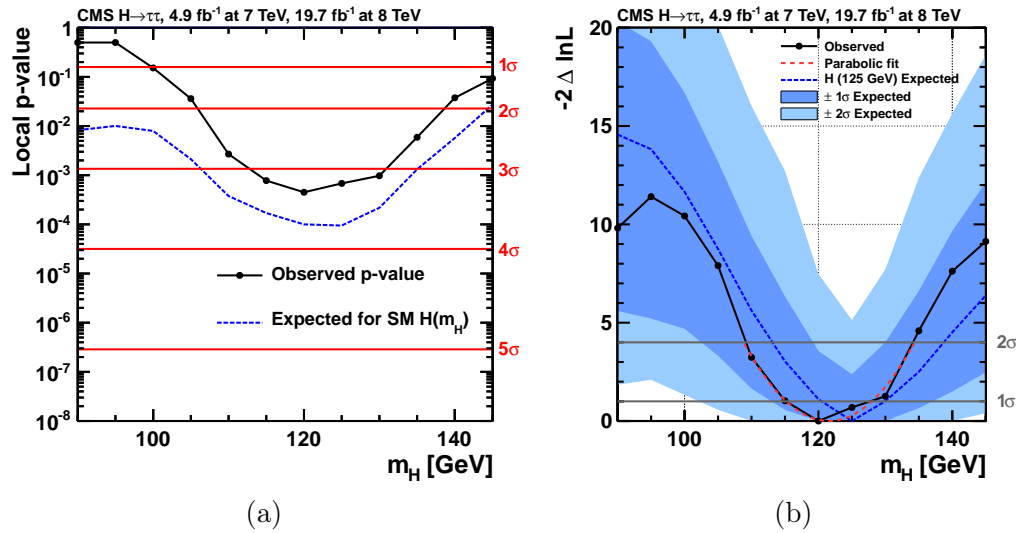 CMS H→ττ, 4.9 fb⁻¹ at 7 TeV, 19.7 fb⁻¹ at 8 TeV
Local p-value
1
10⁻¹
10⁻²
10⁻³
10⁻⁴
10⁻⁵
10⁻⁶
10⁻⁷
10⁻⁸
1σ
2σ
3σ
4σ
5σ
Observed p-value
Expected for SM H(m_H)
100 120 140
m_H [GeV]
(a)
CMS H→ττ, 4.9 fb⁻¹ at 7 TeV, 19.7 fb⁻¹ at 8 TeV
-2 Δ lnL
20
15
10
5
0
Observed
Parabolic fit
H (125 GeV) Expected
± 1σ Expected
± 2σ Expected
2σ
1σ
100 120 140
m_H [GeV]
(b)